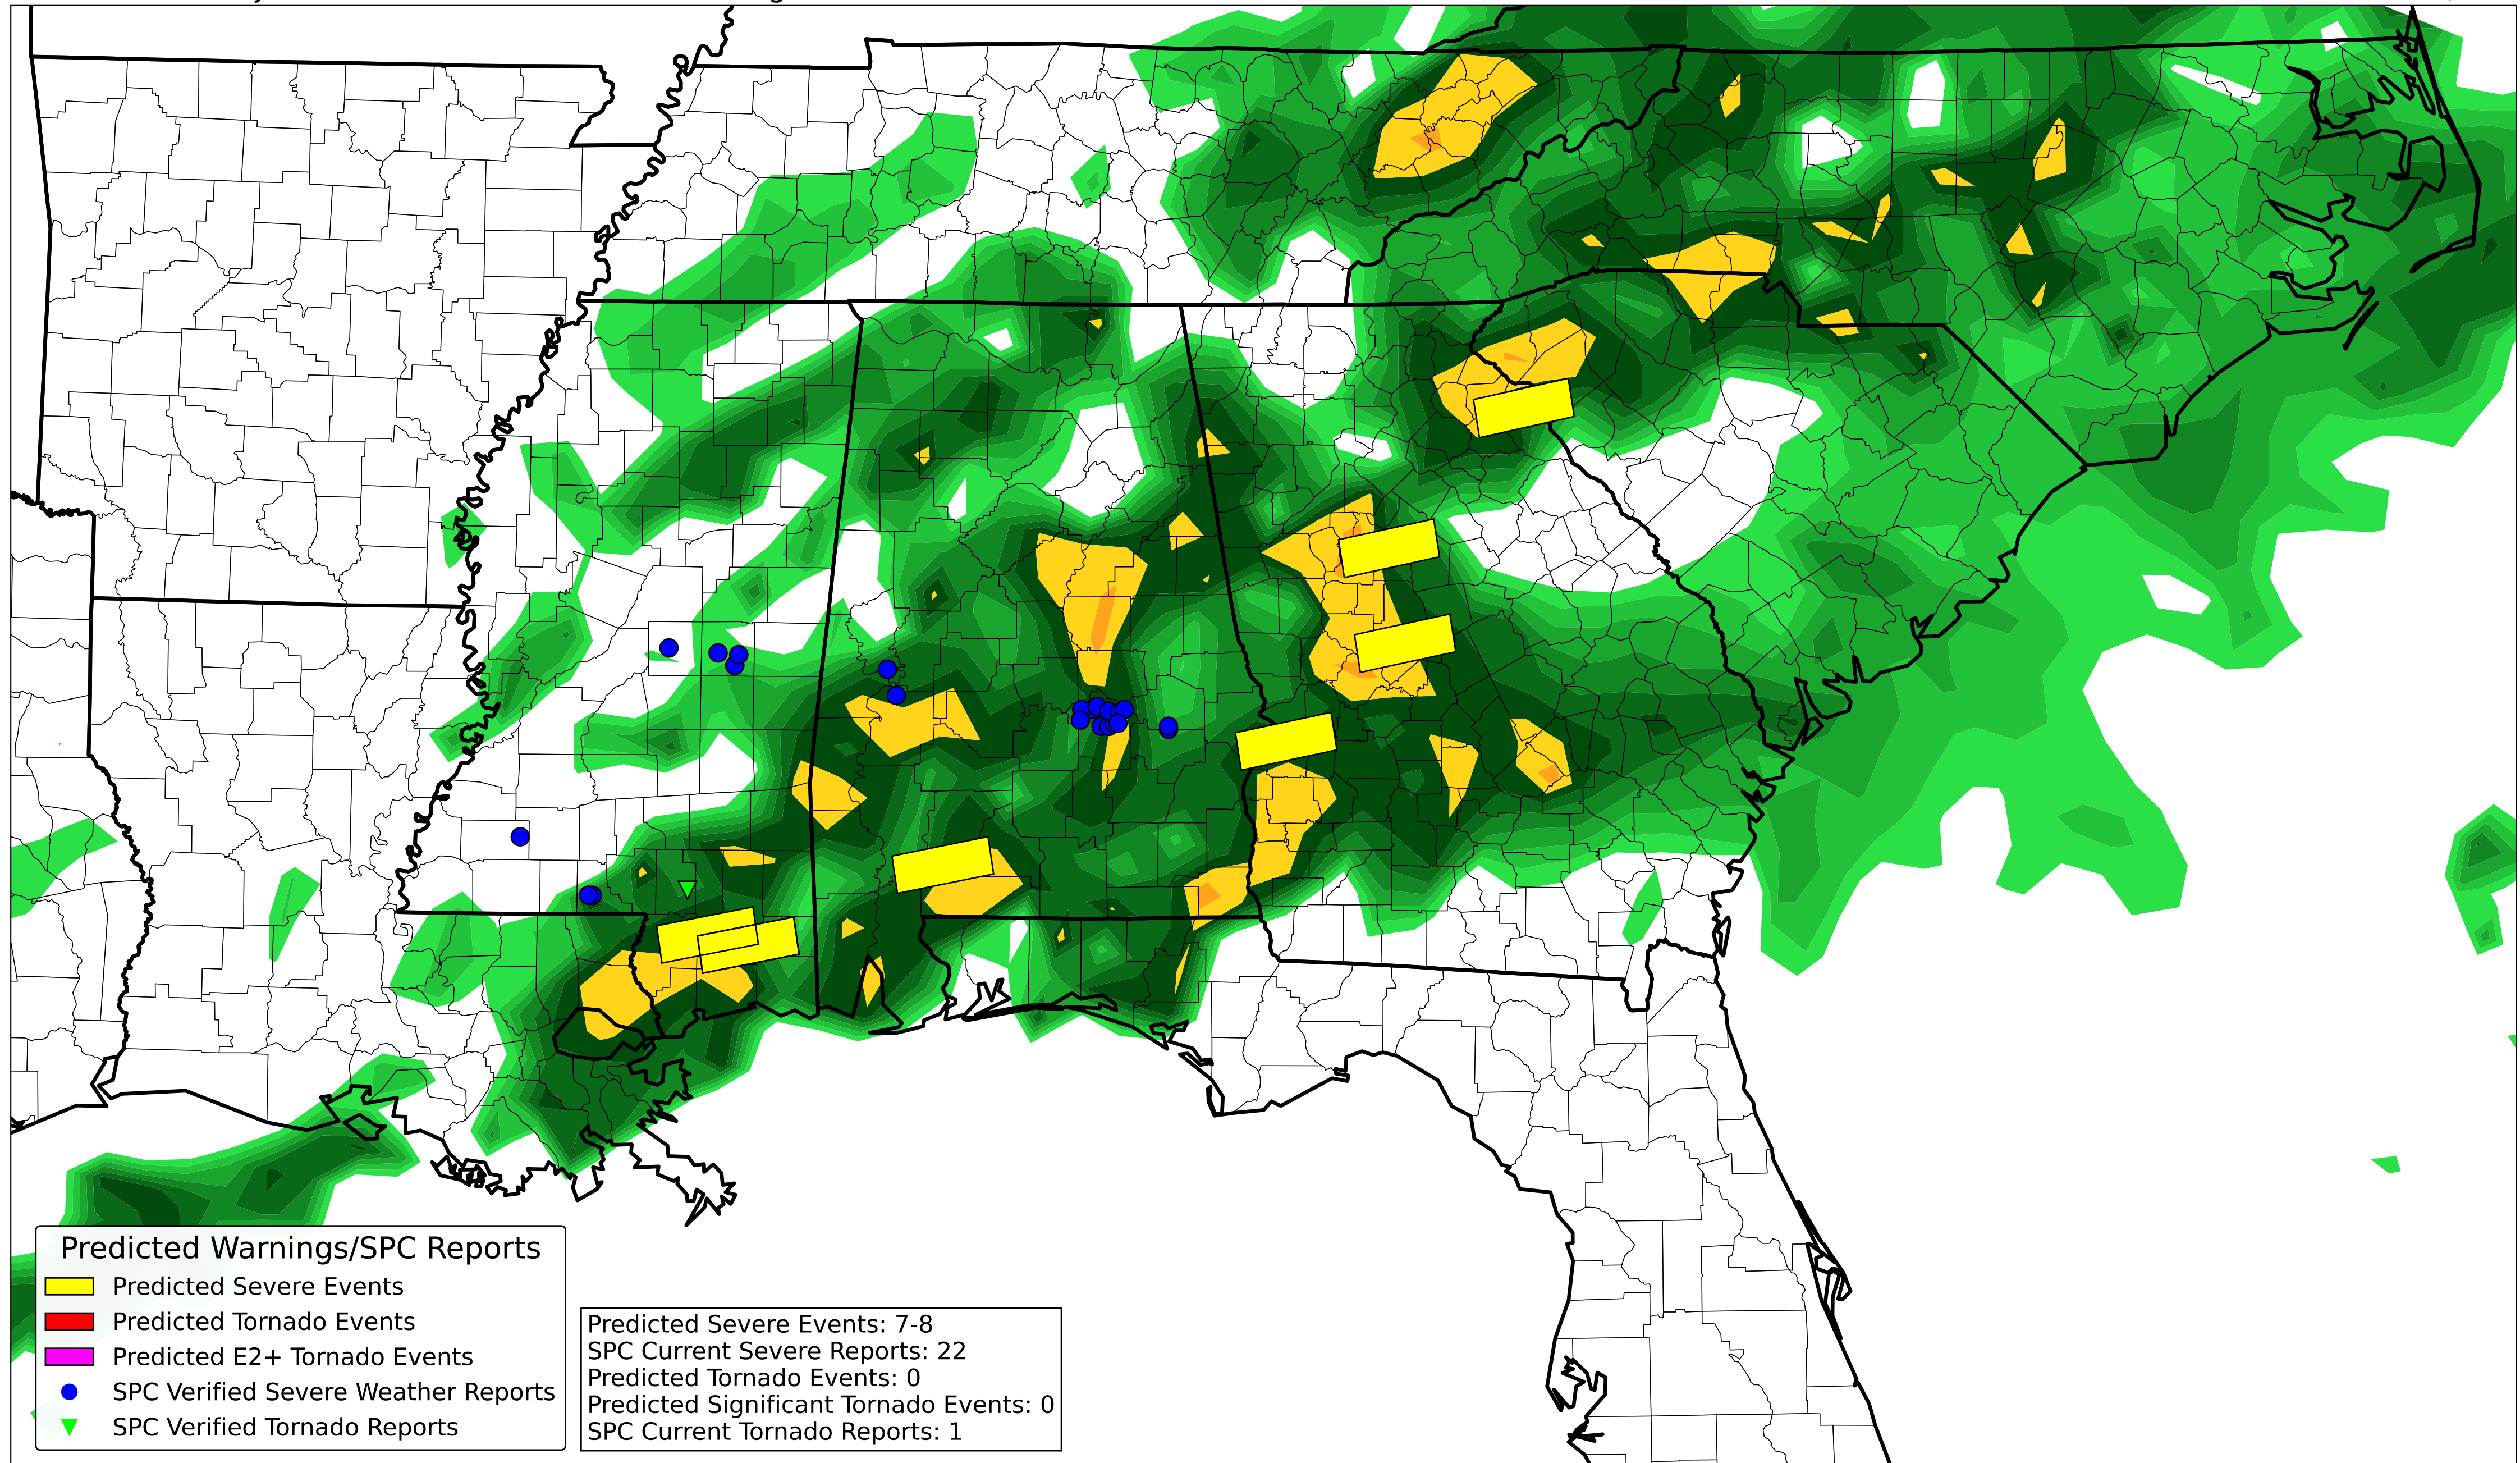 Predicted Warnings/SPC Reports
Predicted Severe Events
Predicted Tornado Events
Predicted E2+ Tornado Events
SPC Verified Severe Weather Reports
SPC Verified Tornado Reports
Predicted Severe Events: 7-8
SPC Current Severe Reports: 22
Predicted Tornado Events: 0
Predicted Significant Tornado Events: 0
SPC Current Tornado Reports: 1